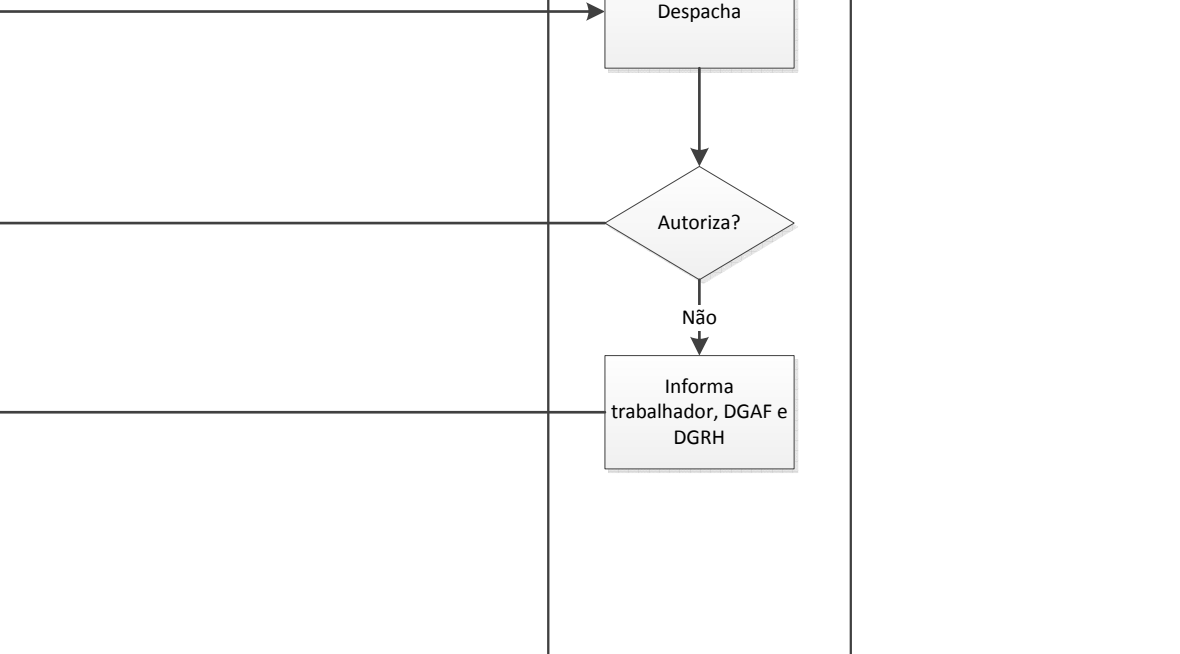 Despacha
Autoriza?
Não
Informa
trabalhador, DGAF e
DGRH